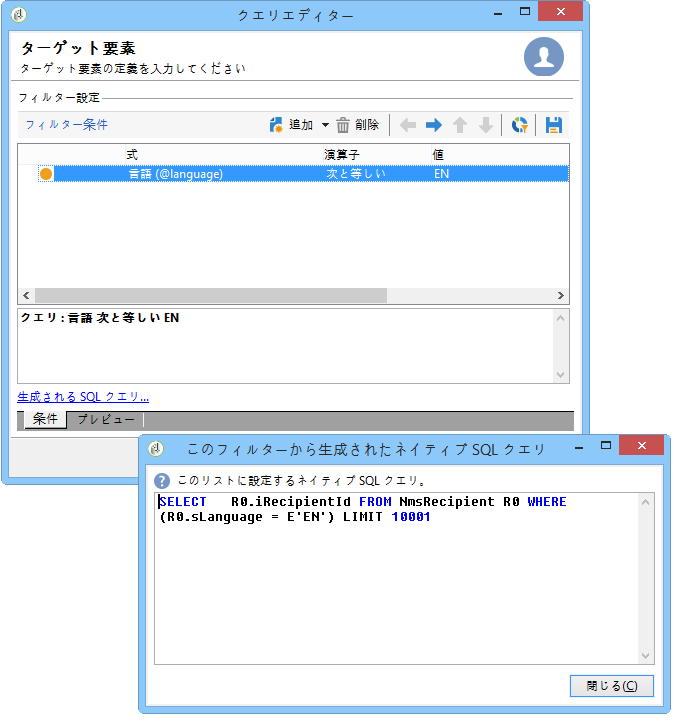 クエリエディター
ターゲット要素
ターゲット要素の定義を入力してください
フィルター設定
フィルター条件 追加 削除
式 演算子 値
言語 (@language) 次と等しい EN
クエリ : 言語 次と等しい EN
生成される SQL クエリ...
条件 プレビュー
このフィルターから生成されたネイティブ SQL クエリ
このリストに設定するネイティブ SQL クエリ。
SELECT R0.iRecipientId FROM NmsRecipient R0 WHERE
(R0.sLanguage = E'EN') LIMIT 10001
閉じる(C)